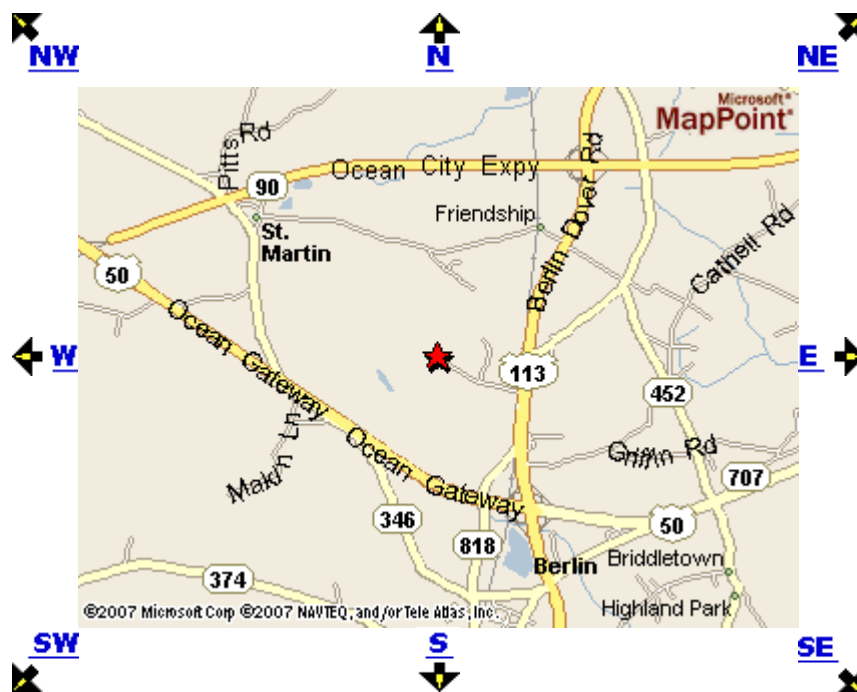 NW
N
NE
Microsoft®
MapPoint®
Pitts Rd
Ocean City Expy
90
Friendship
St.
Martin
Berlin Dover Rd
Cathell Rd
50
Ocean Gateway
W
E
113
452
Makin Ln
Ocean Gateway
Griffin Rd
707
346
50
818
Berlin
Briddletown
374
Highland Park
©2007 Microsoft Corp ©2007 NAVTEQ, and/or Tele Atlas, Inc.
SW
S
SE